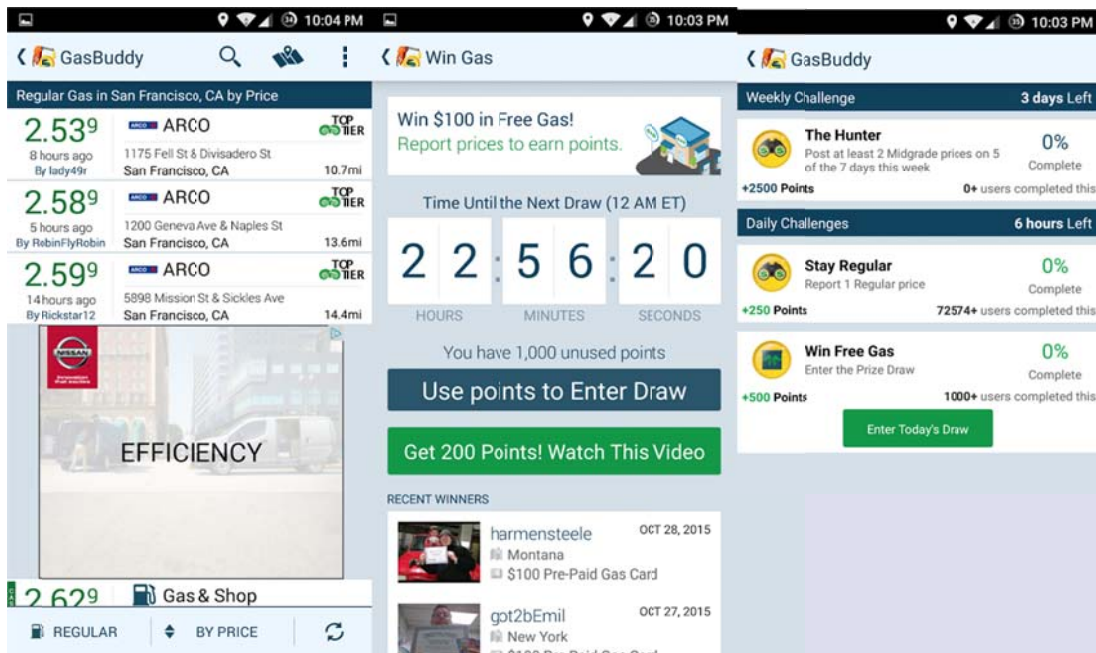 10:04 PM
GasBuddy
Regular Gas in San Francisco, CA by Price
2.53⁹
ARCO
TOP TIER
8 hours ago
1175 Fell St & Divisadero St
By lady49r
San Francisco, CA
10.7mi
2.58⁹
ARCO
TOP TIER
5 hours ago
1200 Geneva Ave & Naples St
By RobinFlyRobin
San Francisco, CA
13.6mi
2.59⁹
ARCO
TOP TIER
14 hours ago
5898 Mission St & Sickles Ave
By Rickstar12
San Francisco, CA
14.4mi
NISSAN
EFFICIENCY
2.62⁹
Gas & Shop
REGULAR
BY PRICE
10:03 PM
Win Gas
Win $100 in Free Gas!
Report prices to earn points.
Time Until the Next Draw (12 AM ET)
22:56:20
HOURS MINUTES SECONDS
You have 1,000 unused points
Use points to Enter Draw
Get 200 Points! Watch This Video
RECENT WINNERS
harmensteele
OCT 28, 2015
Montana
$100 Pre-Paid Gas Card
got2bEmil
OCT 27, 2015
New York
$100 Pre-Paid Gas Card
10:03 PM
GasBuddy
Weekly Challenge
3 days Left
The Hunter
0%
Post at least 2 Midgrade prices on 5
of the 7 days this week
Complete
+2500 Points
0+ users completed this
Daily Challenges
6 hours Left
Stay Regular
0%
Report 1 Regular price
Complete
+250 Points
72574+ users completed this
Win Free Gas
0%
Enter the Prize Draw
Complete
+500 Points
1000+ users completed this
Enter Today's Draw